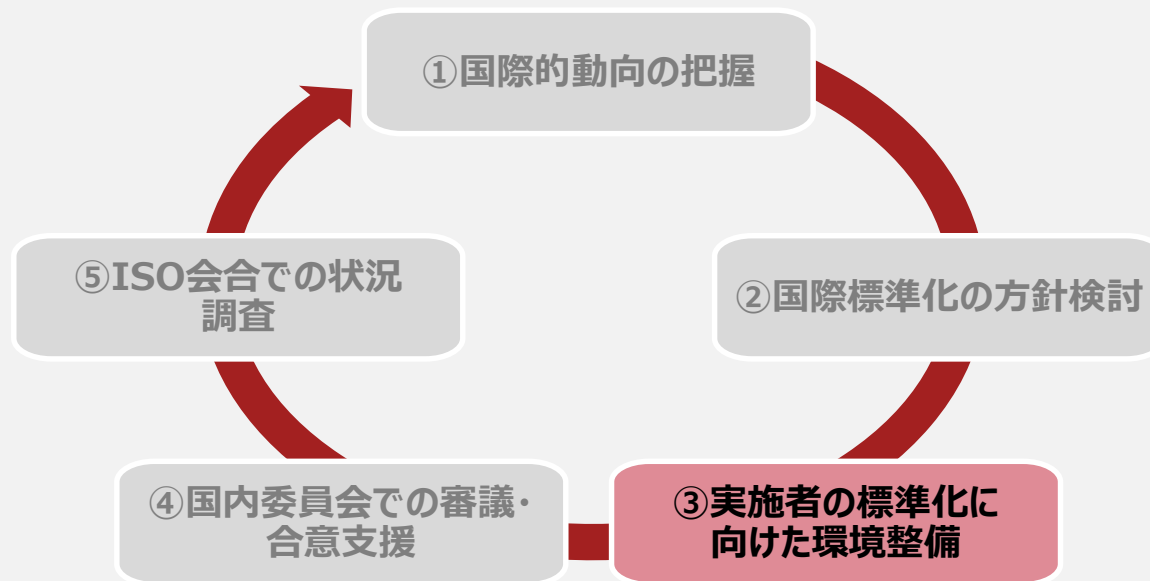 ①国際的動向の把握
②国際標準化の方針検討
③実施者の標準化に
向けた環境整備
④国内委員会での審議・
合意支援
⑤ISO会合での状況
調査